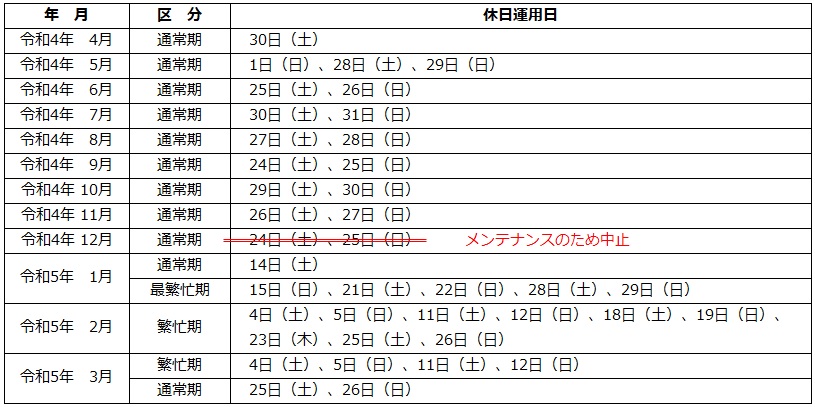 年　月　区　分　休日運用日
令和4年　4月　通常期　30日（土）
令和4年　5月　通常期　1日（日）、28日（土）、29日（日）
令和4年　6月　通常期　25日（土）、26日（日）
令和4年　7月　通常期　30日（土）、31日（日）
令和4年　8月　通常期　27日（土）、28日（日）
令和4年　9月　通常期　24日（土）、25日（日）
令和4年 10月　通常期　29日（土）、30日（日）
令和4年 11月　通常期　26日（土）、27日（日）
令和4年 12月　通常期　24日（土）、25日（日）　メンテナンスのため中止
令和5年　1月　通常期　14日（土）
最繁忙期　15日（日）、21日（土）、22日（日）、28日（土）、29日（日）
令和5年　2月　繁忙期　4日（土）、5日（日）、11日（土）、12日（日）、18日（土）、19日（日）、
23日（木）、25日（土）、26日（日）
令和5年　3月　繁忙期　4日（土）、5日（日）、11日（土）、12日（日）
通常期　25日（土）、26日（日）